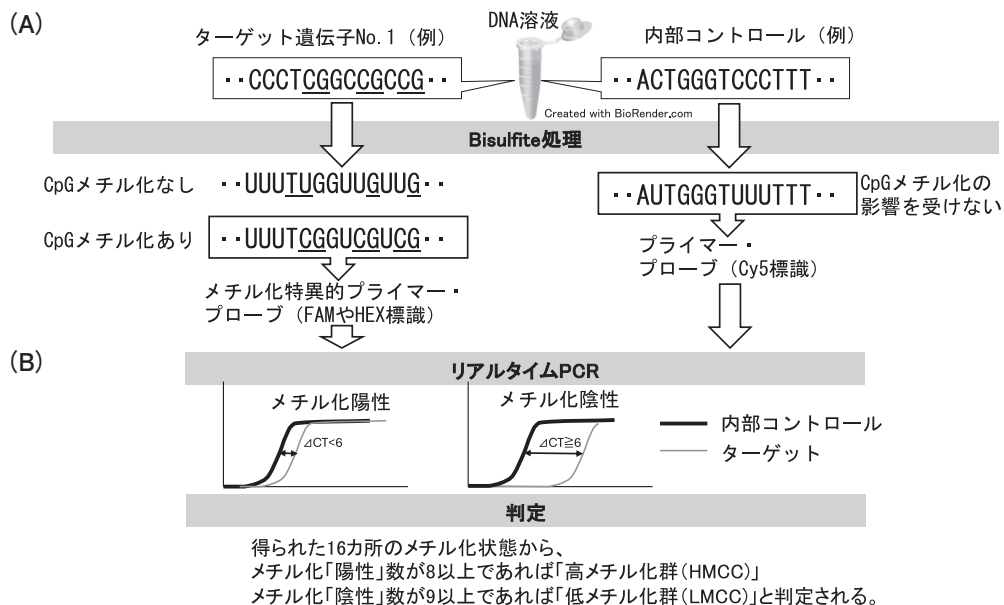 (A)
DNA溶液
ターゲット遺伝子No.1（例）
内部コントロール（例）
··CCCTCGGCCGCCG··
··ACTGGGTCCCTTT··
Created with BioRender.com
Bisulfite処理
CpGメチル化なし
··UUUTUGGUUGUUG··
··AUTGGGTUUUTTT··
CpGメチル化の
影響を受けない
CpGメチル化あり
··UUUTCGGUCGUCG··
プライマー・
プローブ（Cy5標識）
メチル化特異的プライマー・
プローブ（FAMやHEX標識）
(B)
リアルタイムPCR
メチル化陽性
⊿CT<6
メチル化陰性
⊿CT≧6
内部コントロール
ターゲット
判定
得られた16カ所のメチル化状態から、
メチル化「陽性」数が8以上であれば「高メチル化群(HMCC)」
メチル化「陰性」数が9以上であれば「低メチル化群(LMCC)」と判定される。